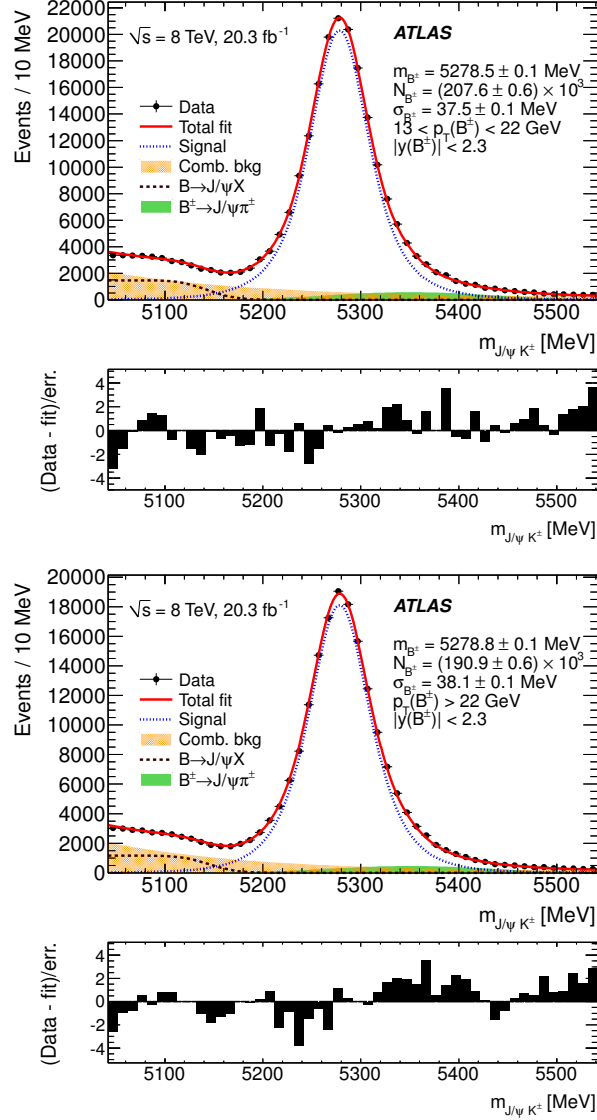 22000
20000
18000
16000
14000
12000
10000
8000
6000
4000
2000
0
Events / 10 MeV
√s = 8 TeV, 20.3 fb⁻¹
ATLAS
m_B± = 5278.5 ± 0.1 MeV
N_B± = (207.6 ± 0.6) × 10³
σ_B± = 37.5 ± 0.1 MeV
13 < p_T(B±) < 22 GeV
|y(B±)| < 2.3
Data
Total fit
Signal
Comb. bkg
B→J/ψX
B±→J/ψπ±
5100 5200 5300 5400 5500
m_J/ψ K± [MeV]
(Data - fit)/err.
4
2
0
-2
-4
5100 5200 5300 5400 5500
m_J/ψ K± [MeV]
20000
18000
16000
14000
12000
10000
8000
6000
4000
2000
0
Events / 10 MeV
√s = 8 TeV, 20.3 fb⁻¹
ATLAS
m_B± = 5278.8 ± 0.1 MeV
N_B± = (190.9 ± 0.6) × 10³
σ_B± = 38.1 ± 0.1 MeV
p_T(B±) > 22 GeV
|y(B±)| < 2.3
Data
Total fit
Signal
Comb. bkg
B→J/ψX
B±→J/ψπ±
5100 5200 5300 5400 5500
m_J/ψ K± [MeV]
(Data - fit)/err.
4
2
0
-2
-4
5100 5200 5300 5400 5500
m_J/ψ K± [MeV]